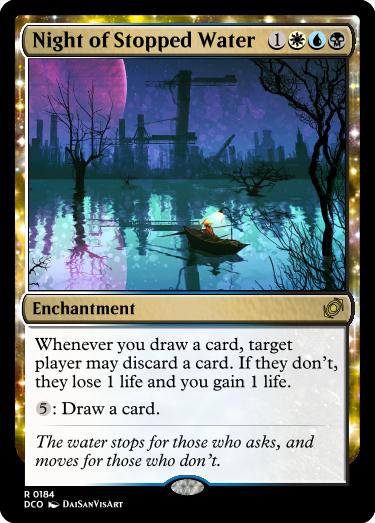 Night of Stopped Water 1
Enchantment
Whenever you draw a card, target
player may discard a card. If they don't,
they lose 1 life and you gain 1 life.
5: Draw a card.
The water stops for those who asks, and
moves for those who don't.
R 0184
DCO DaiSanVisArt